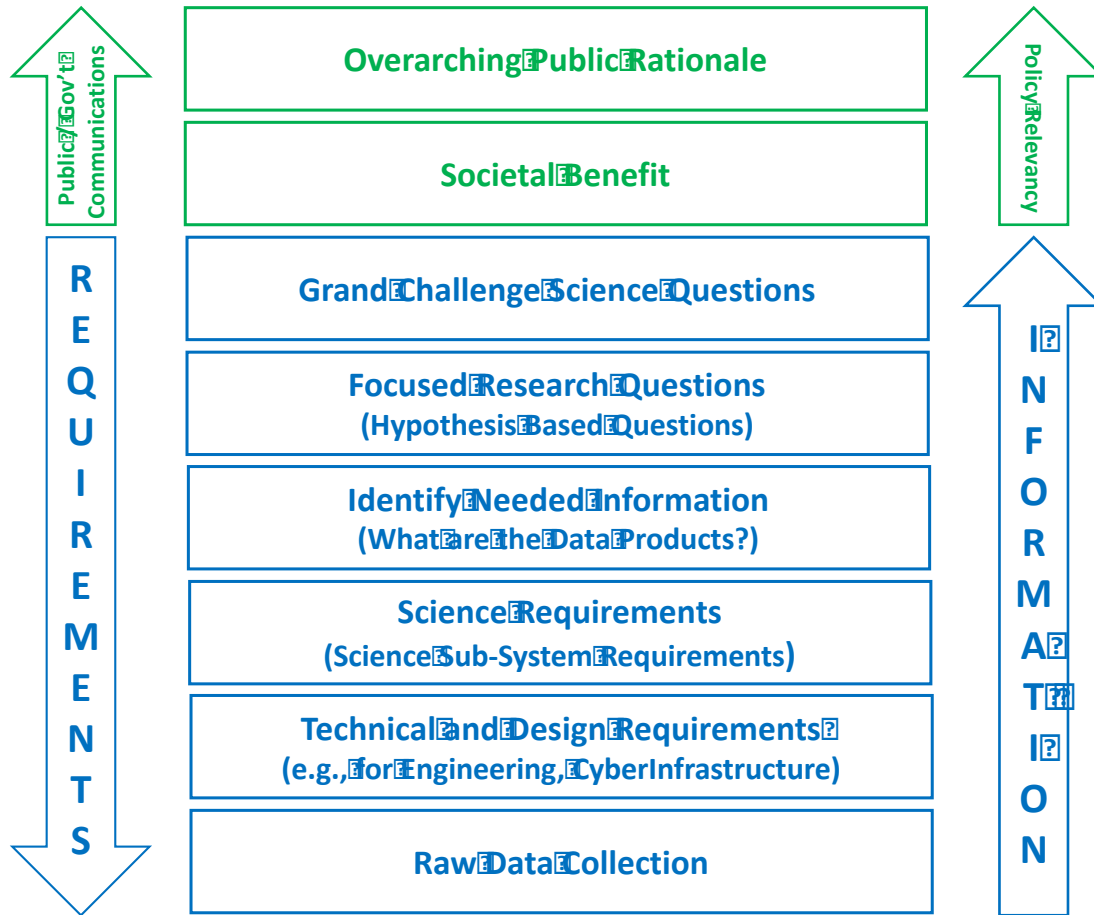 Overarching Public Rationale
Societal Benefit
Grand Challenge Science Questions
Focused Research Questions
(Hypothesis Based Questions)
Identify Needed Information
(What are the Data Products?)
Science Requirements
(Science Sub-System Requirements)
Technical and Design Requirements
(e.g., for Engineering, CyberInfrastructure)
Raw Data Collection
Public / Gov't
Communications
REQUIREMENTS
Policy Relevancy
INFORMATION